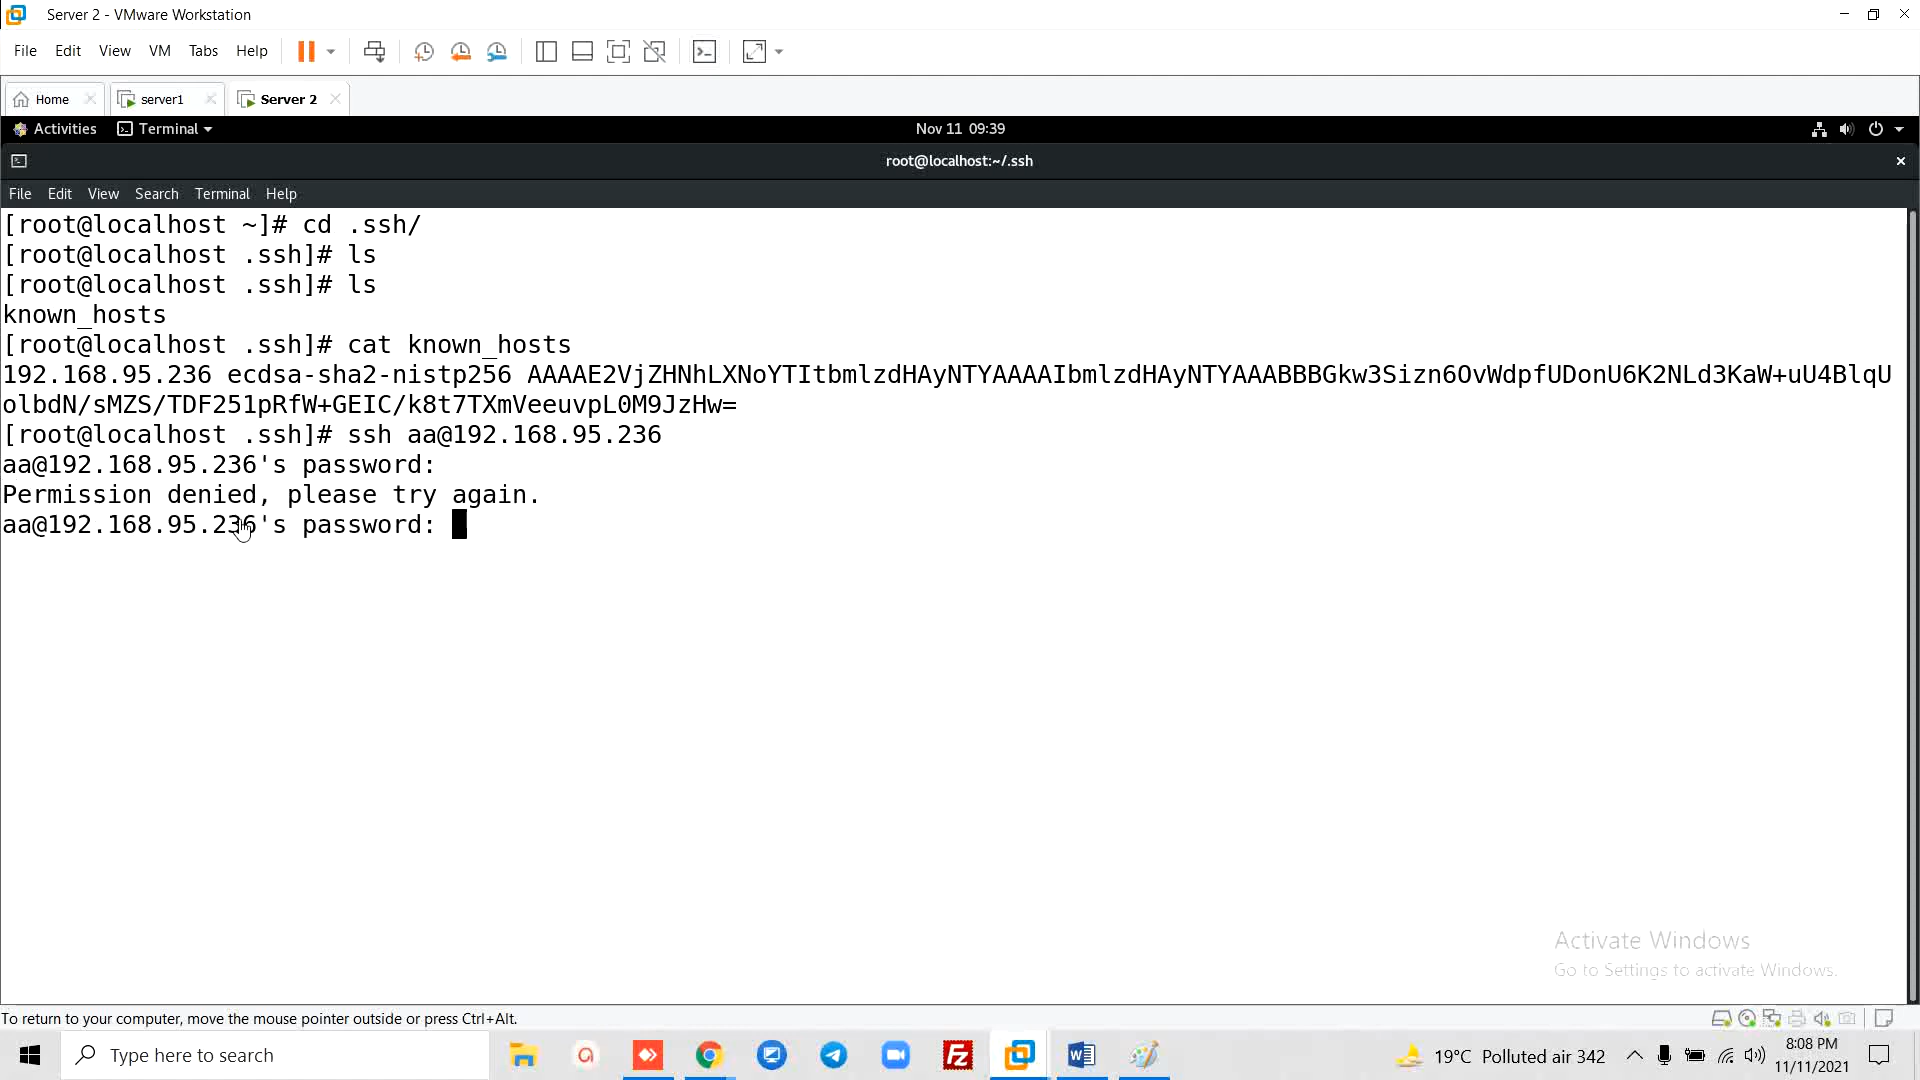 Server 2 - VMware Workstation
File Edit View VM Tabs Help
Home server1 Server 2
Activities Terminal Nov 11 09:39
root@localhost:~/.ssh
File Edit View Search Terminal Help
[root@localhost ~]# cd .ssh/
[root@localhost .ssh]# ls
[root@localhost .ssh]# ls
known_hosts
[root@localhost .ssh]# cat known_hosts
192.168.95.236 ecdsa-sha2-nistp256 AAAAE2VjZHNhLXNoYTItbmlzdHAyNTYAAAAIbmlzdHAyNTYAAABBBGkw3Sizn6OvWdpfUDonU6K2NLd3KaW+uU4BlqU
olbdN/sMZS/TDF251pRfW+GEIC/k8t7TXmVeeuvpL0M9JzHw=
[root@localhost .ssh]# ssh aa@192.168.95.236
aa@192.168.95.236's password:
Permission denied, please try again.
aa@192.168.95.236's password:
Activate Windows
Go to Settings to activate Windows.
To return to your computer, move the mouse pointer outside or press Ctrl+Alt.
Type here to search
19°C Polluted air 342
8:08 PM
11/11/2021